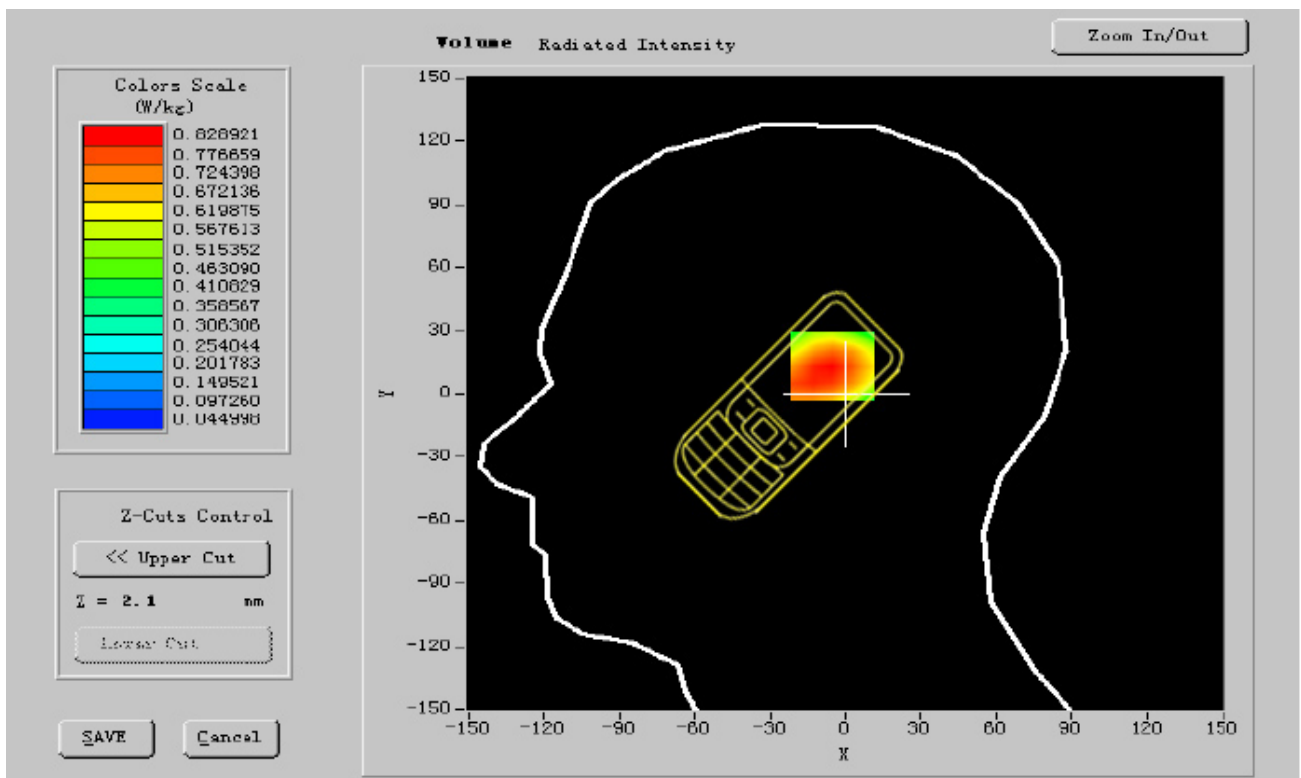 Volume Radiated Intensity
Zoom In/Out
Colors Scale
(W/kg)
0.828921
0.776659
0.724398
0.672136
0.619875
0.567613
0.515352
0.463090
0.410829
0.358567
0.306306
0.254044
0.201783
0.149521
0.097260
0.044998
Z-Cuts Control
<< Upper Cut
Z = 2.1 mm
Lower Cut
SAVE
Cancel
150
120
90
60
30
0
-30
-60
-90
-120
-150
Y
-150 -120 -90 -60 -30 0 30 60 90 120 150
X